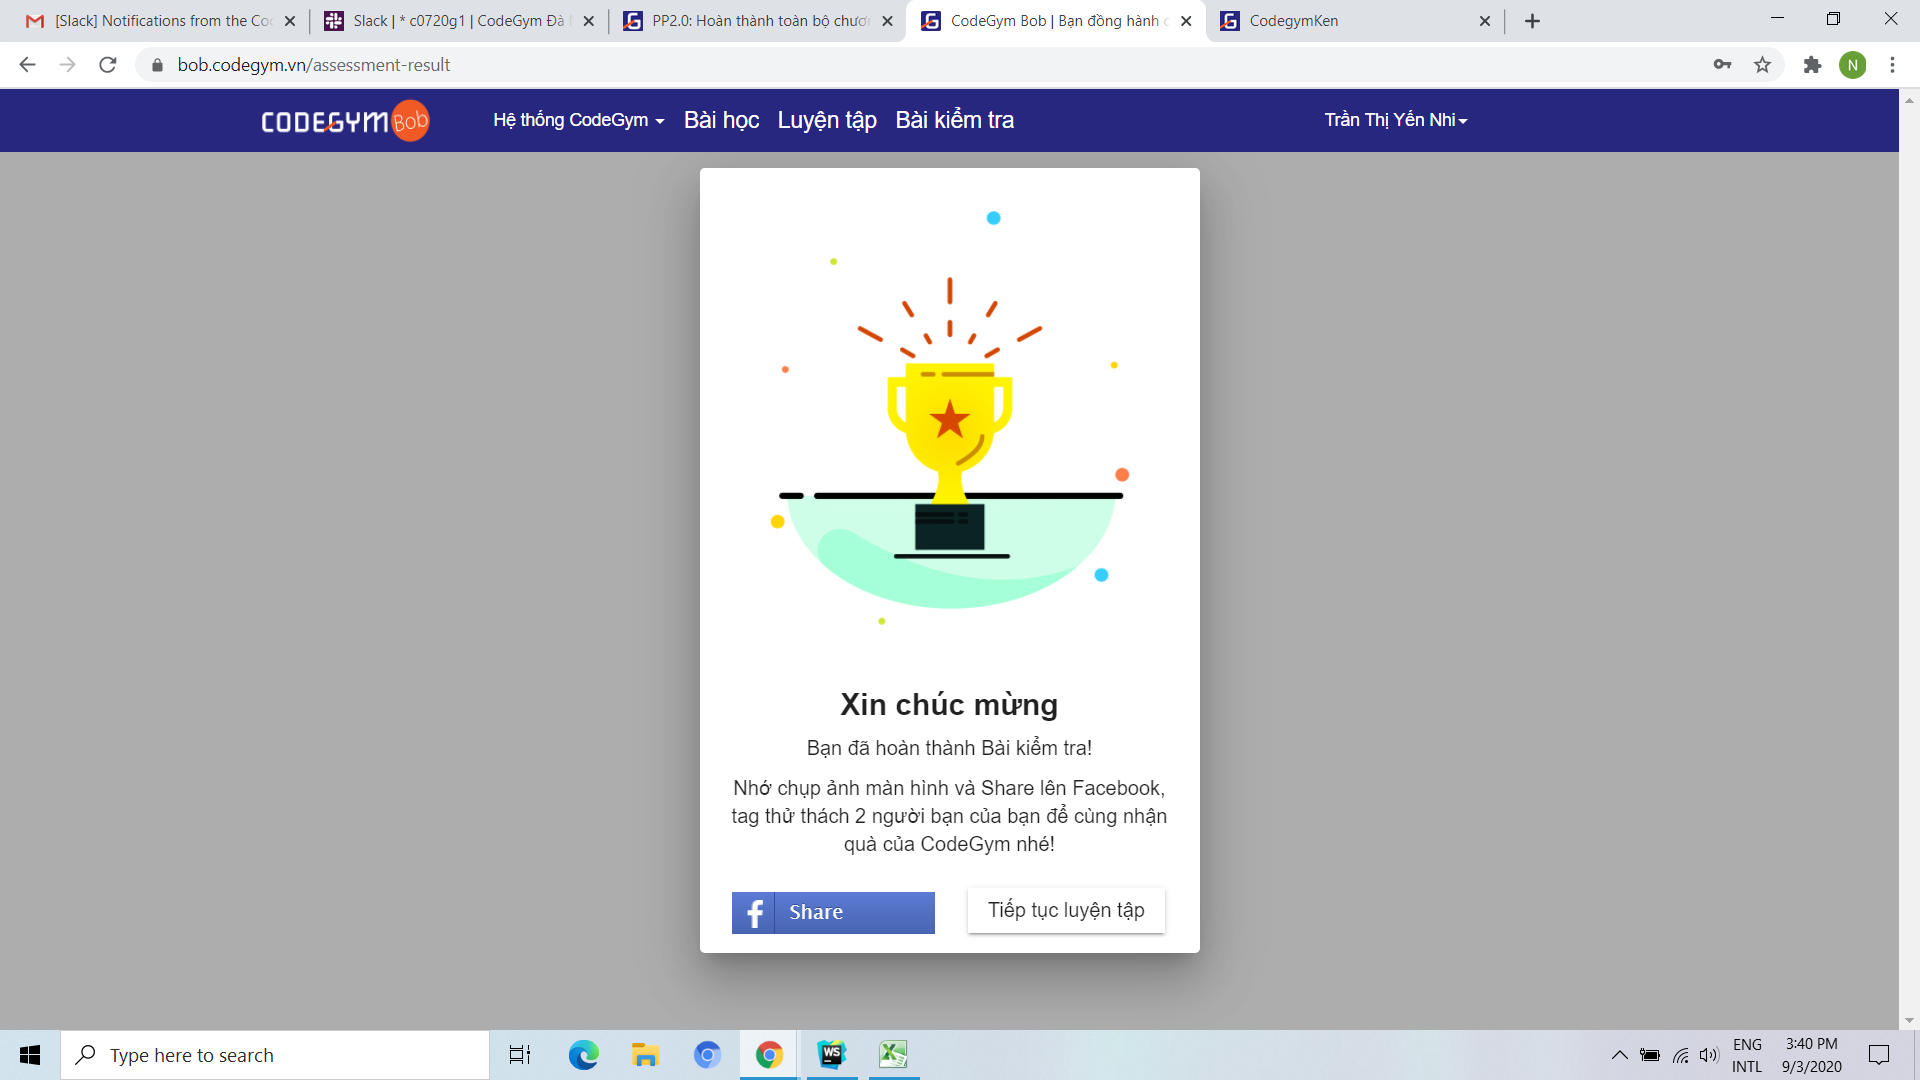 [Slack] Notifications from the Co
Slack | * c0720g1 | CodeGym Đà
PP2.0: Hoàn thành toàn bộ chươ
CodeGym Bob | Bạn đồng hành c
CodegymKen
bob.codegym.vn/assessment-result
N
CODEGYM Bob
Hệ thống CodeGym
Bài học
Luyện tập
Bài kiểm tra
Trần Thị Yến Nhi
Xin chúc mừng
Bạn đã hoàn thành Bài kiểm tra!
Nhớ chụp ảnh màn hình và Share lên Facebook,
tag thử thách 2 người bạn của bạn để cùng nhận
quà của CodeGym nhé!
f Share
Tiếp tục luyện tập
Type here to search
WS
ENG
INTL
3:40 PM
9/3/2020